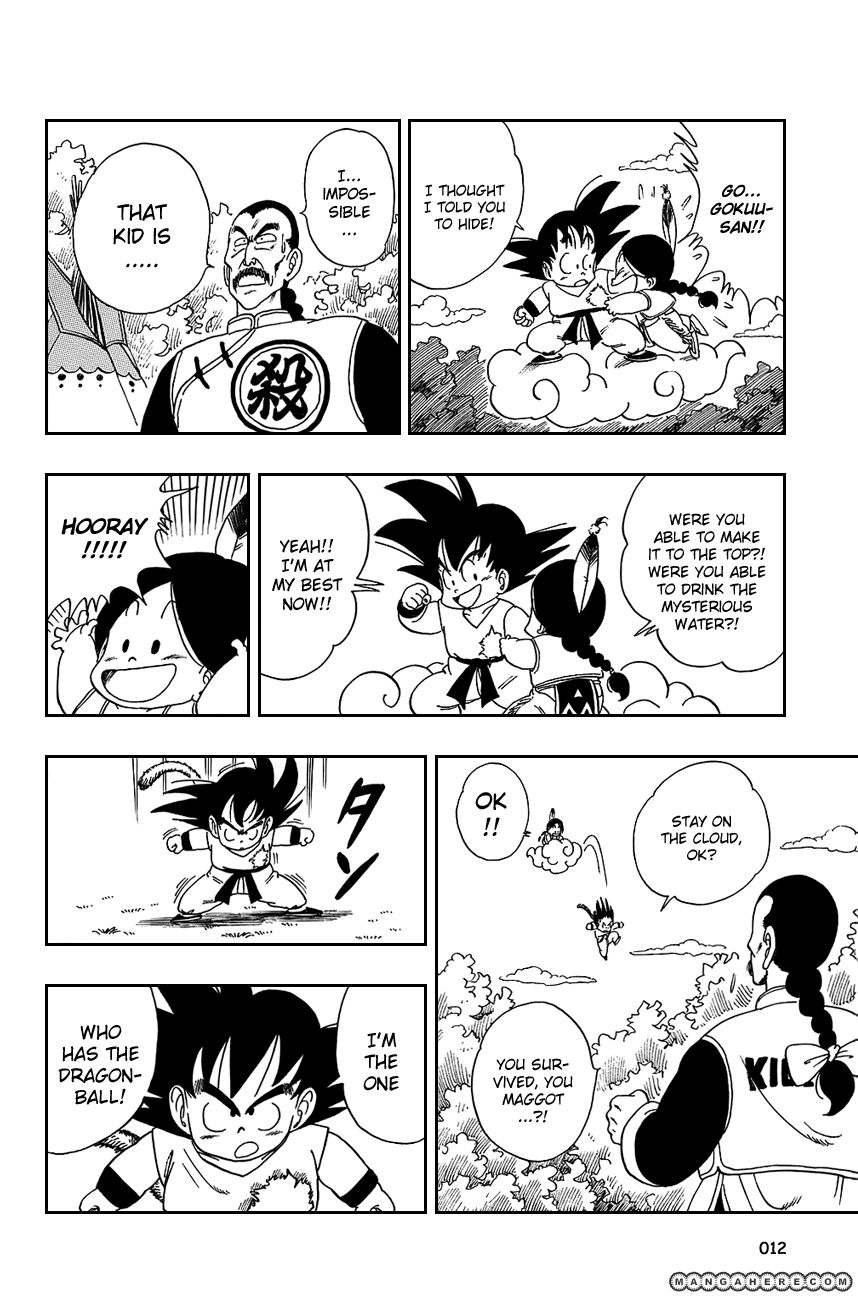 GO...
GOKUU-
SAN!!
I THOUGHT
I TOLD YOU
TO HIDE!
I...
IMPOS-
SIBLE
...
THAT
KID IS
.....
殺
WERE YOU
ABLE TO MAKE
IT TO THE TOP?!
WERE YOU ABLE
TO DRINK THE
MYSTERIOUS
WATER?!
YEAH!!
I'M AT
MY BEST
NOW!!
HOORAY
!!!!!
STAY ON
THE CLOUD,
OK?
OK
!!
YOU SUR-
VIVED, YOU
MAGGOT
...?!
KILL
タン
I'M
THE
ONE
WHO
HAS THE
DRAGON-
BALL!
012
MANGAHERE.COM